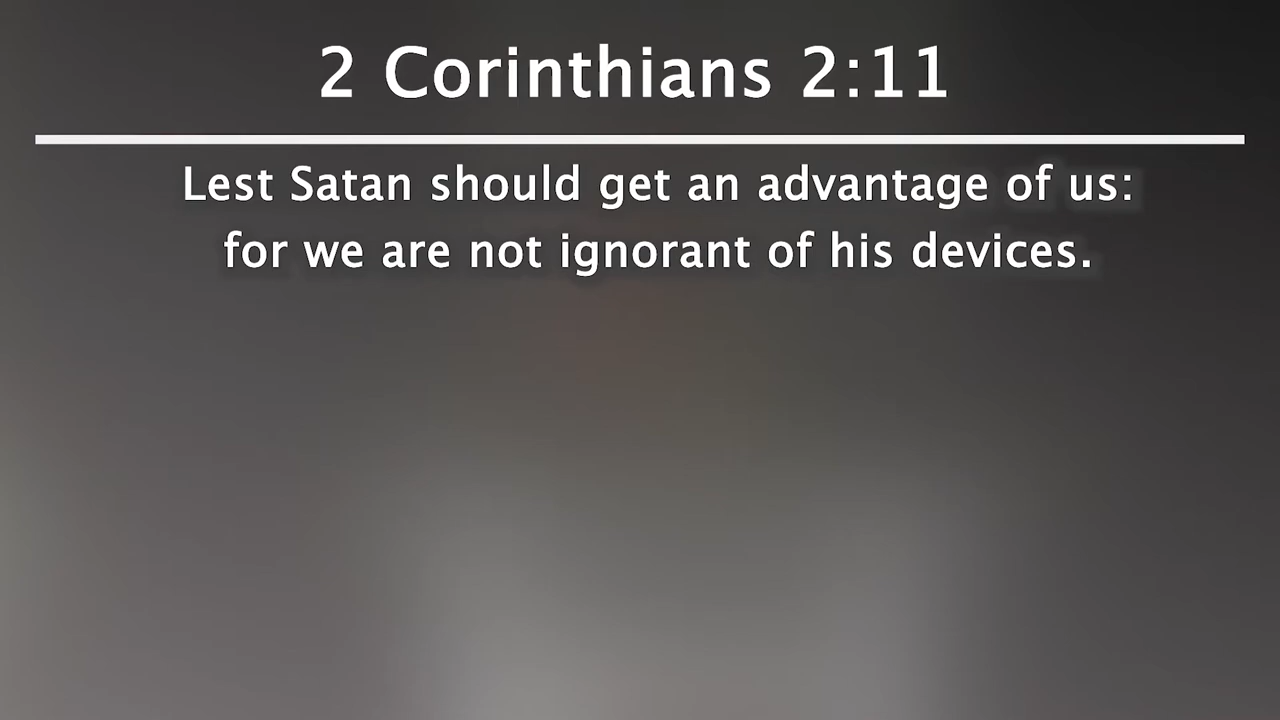 2 Corinthians 2:11
Lest Satan should get an advantage of us:
for we are not ignorant of his devices.